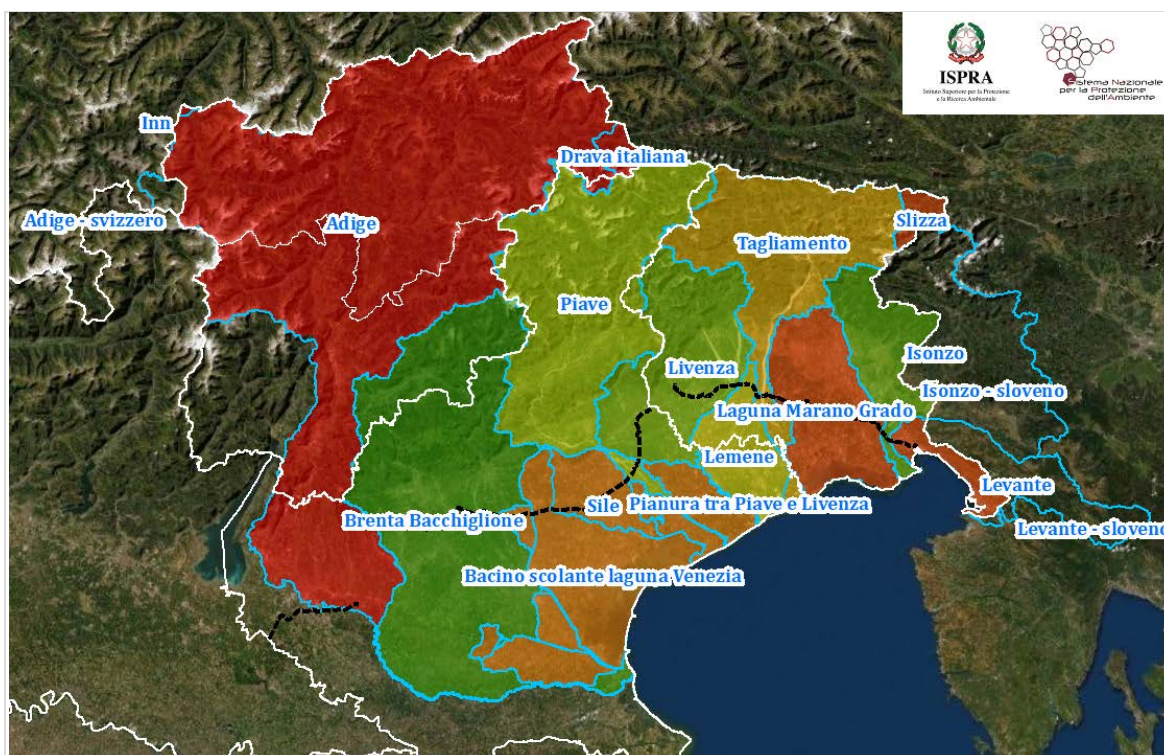 ISPRA
Istituto Superiore per la Protezione
e la Ricerca Ambientale
Sistema Nazionale
per la Protezione
dell'Ambiente
Inn
Drava italiana
Adige - svizzero
Adige
Slizza
Tagliamento
Piave
Isonzo
Livenza
Isonzo - sloveno
Laguna Marano Grado
Lemene
Levante
Pianura tra Piave e Livenza
Sile
Brenta Bacchiglione
Levante - sloveno
Bacino scolante laguna Venezia